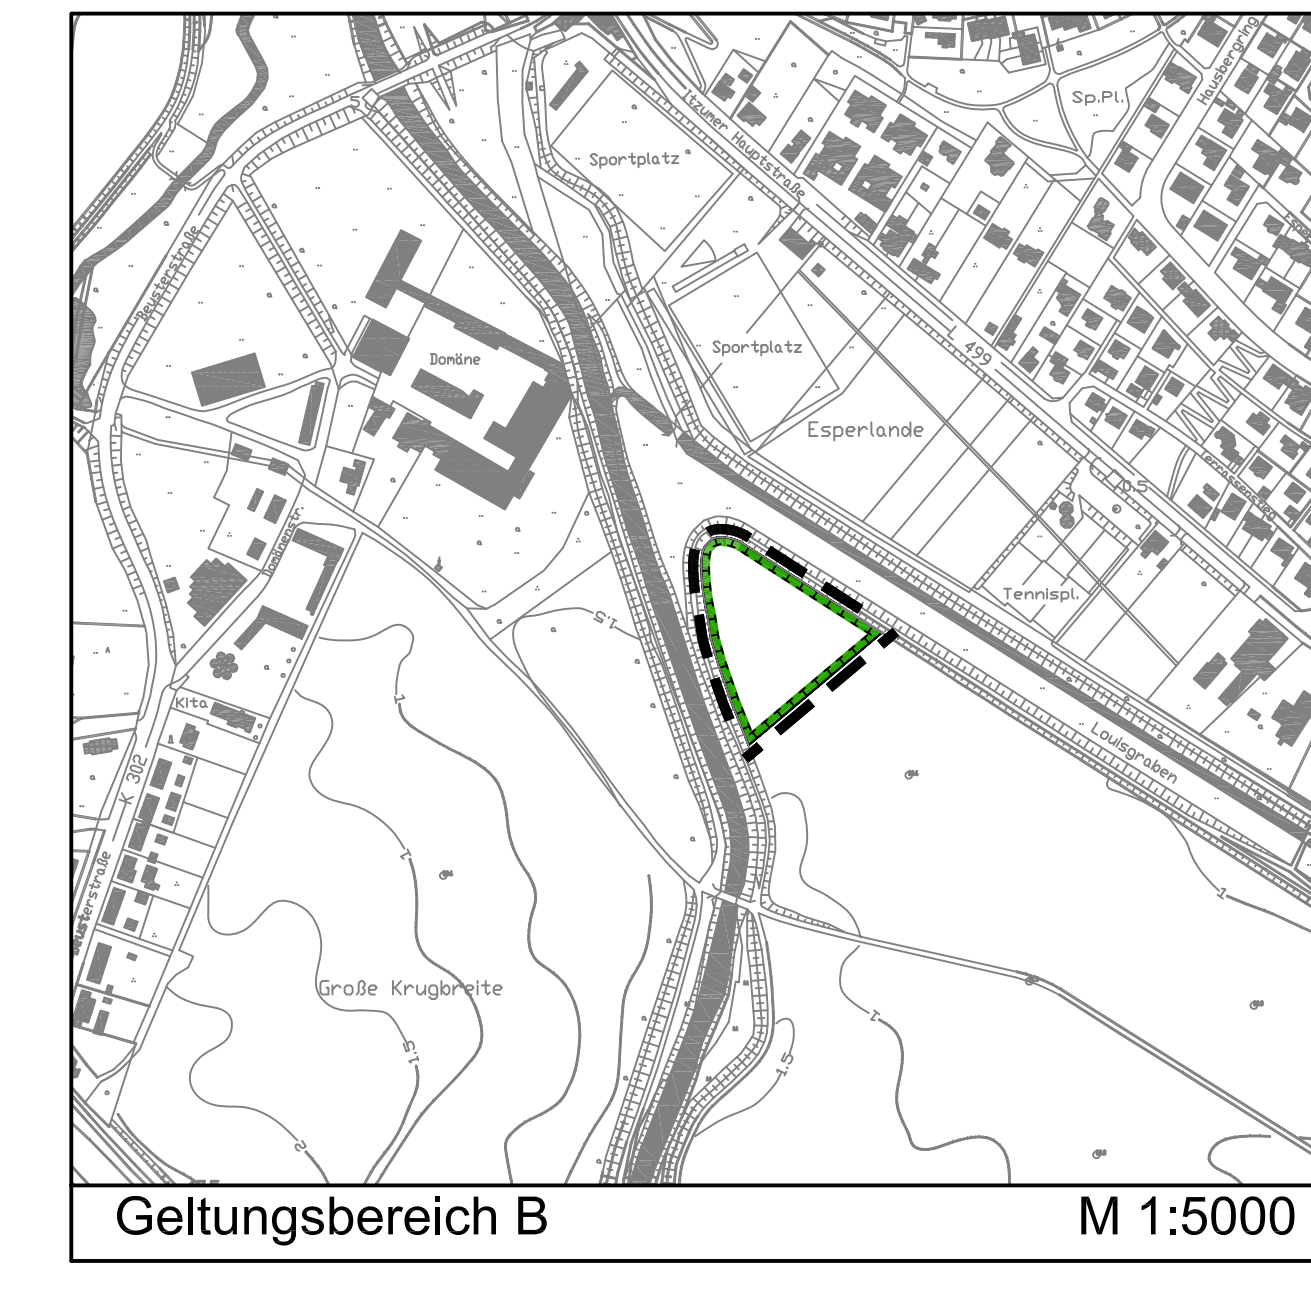 5
Sp.Pl.
Hausbergring
Itzumer Hauptstraße
Sportplatz
Beusterstraße
Domäne
Sportplatz
L 499
Esperlande
0.5
Domänenstr.
Tennispl.
1.5
Kita
1
Louisgraben
K 302
1
Beusterstraße
1
Große Krugbreite
1
1.5
1.5
2
Geltungsbereich B
M 1:5000